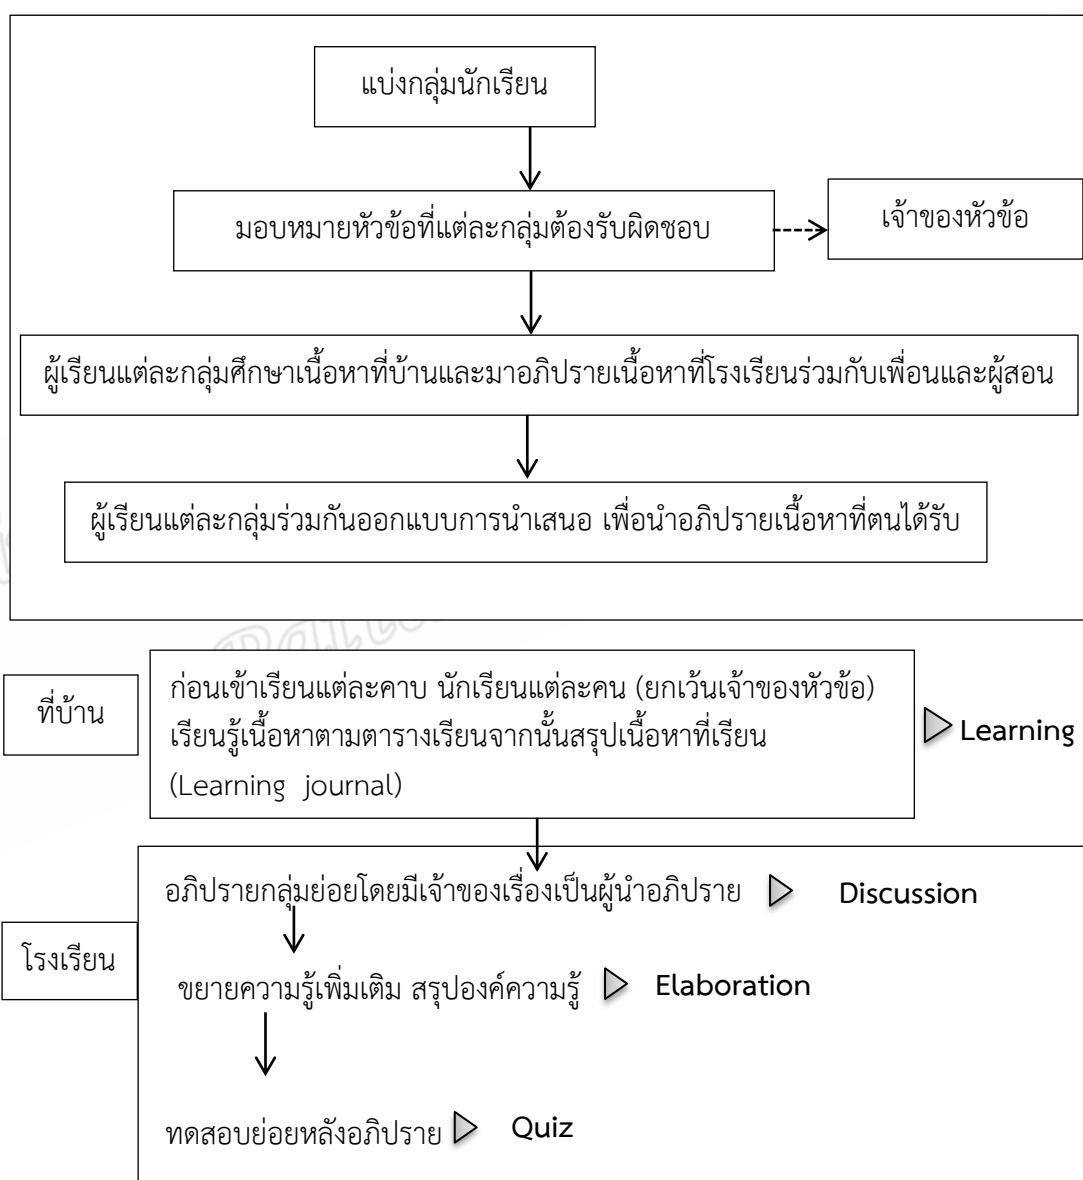 แบ่งกลุ่มนักเรียน
มอบหมายหัวข้อที่แต่ละกลุ่มต้องรับผิดชอบ
เจ้าของหัวข้อ
ผู้เรียนแต่ละกลุ่มศึกษาเนื้อหาที่บ้านและมาอภิปรายเนื้อหาที่โรงเรียนร่วมกับเพื่อนและผู้สอน
ผู้เรียนแต่ละกลุ่มร่วมกันออกแบบการนำเสนอ เพื่อนำอภิปรายเนื้อหาที่ตนได้รับ
ที่บ้าน
ก่อนเข้าเรียนแต่ละคาบ นักเรียนแต่ละคน (ยกเว้นเจ้าของหัวข้อ)
เรียนรู้เนื้อหาตามตารางเรียนจากนั้นสรุปเนื้อหาที่เรียน
(Learning journal)
Learning
อภิปรายกลุ่มย่อยโดยมีเจ้าของเรื่องเป็นผู้นำอภิปราย
Discussion
โรงเรียน
ขยายความรู้เพิ่มเติม สรุปองค์ความรู้
Elaboration
ทดสอบย่อยหลังอภิปราย
Quiz